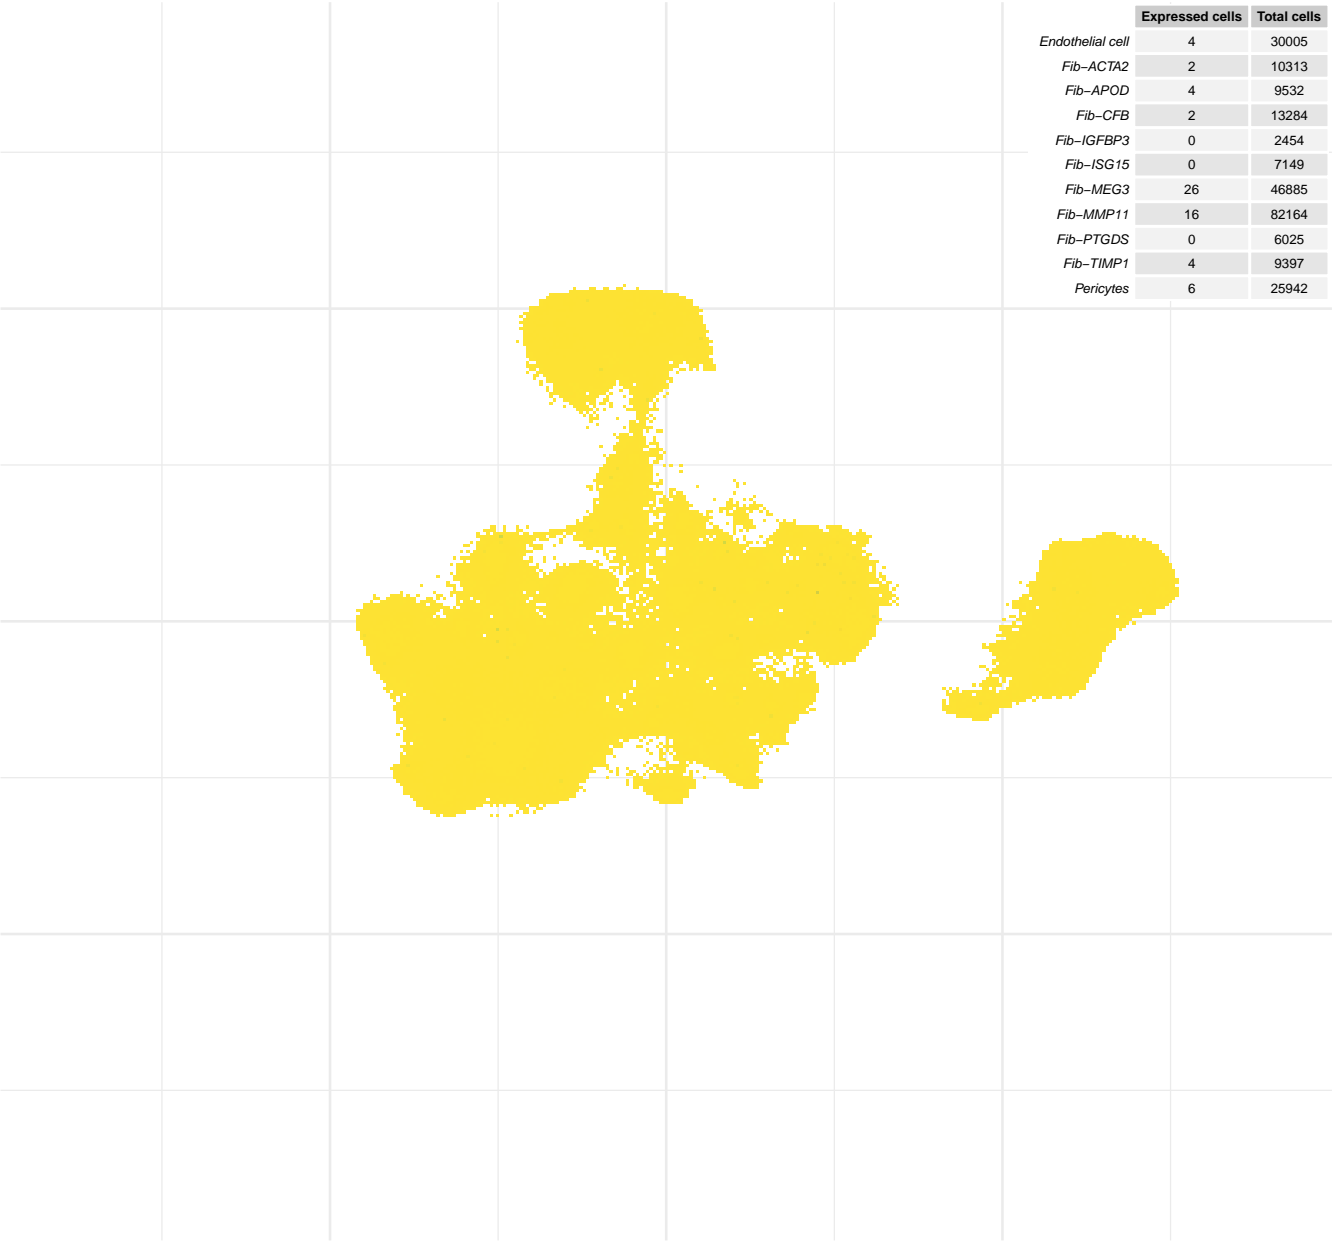 Expressed cells Total cells
Endothelial cell 4 30005
Fib−ACTA2 2 10313
Fib−APOD 4 9532
Fib−CFB 2 13284
Fib−IGFBP3 0 2454
Fib−ISG15 0 7149
Fib−MEG3 26 46885
Fib−MMP11 16 82164
Fib−PTGDS 0 6025
Fib−TIMP1 4 9397
Pericytes 6 25942